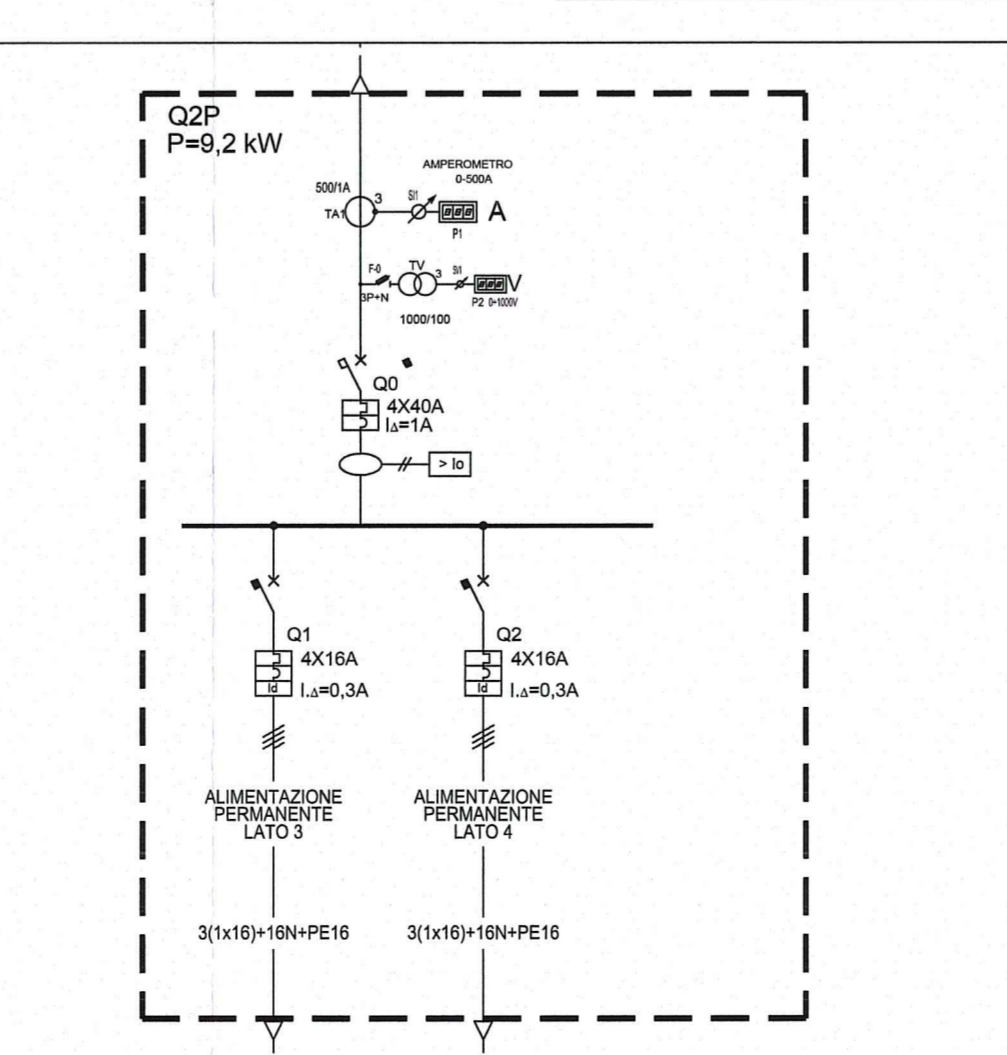 Q2P
P=9,2 kW
AMPEROMETRO
0-500A
500/1A
3
SI1
TA1
A
P1
F-0
TV
3
SV1
V
3P+N
P2 0÷1000V
1000/100
Q0
4X40A
I∆=1A
> Io
Q1
4X16A
Id
I.∆=0,3A
Q2
4X16A
Id
I.∆=0,3A
ALIMENTAZIONE
PERMANENTE
LATO 3
ALIMENTAZIONE
PERMANENTE
LATO 4
3(1x16)+16N+PE16
3(1x16)+16N+PE16